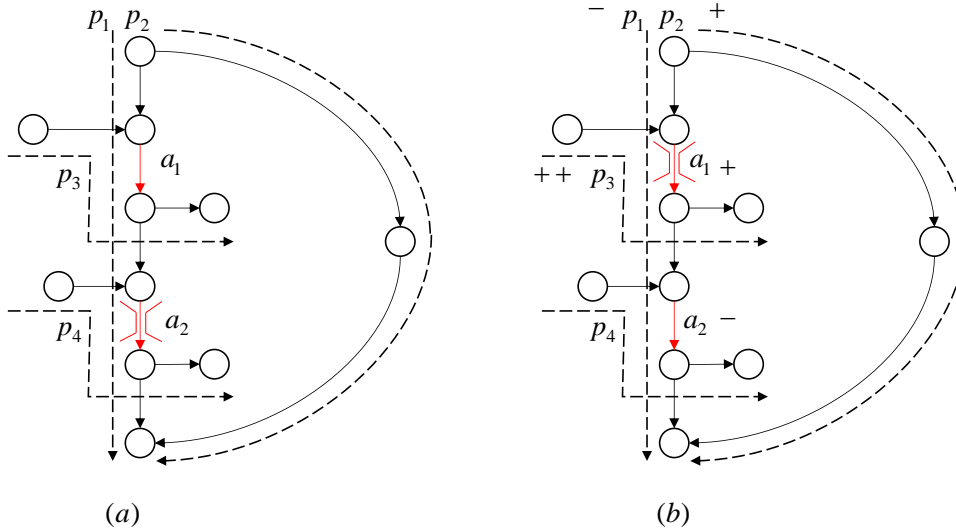 p₁ p₂
a₁
p₃
p₄
a₂
(a)
− p₁ p₂ +
a₁ +
++ p₃
p₄
a₂ −
(b)